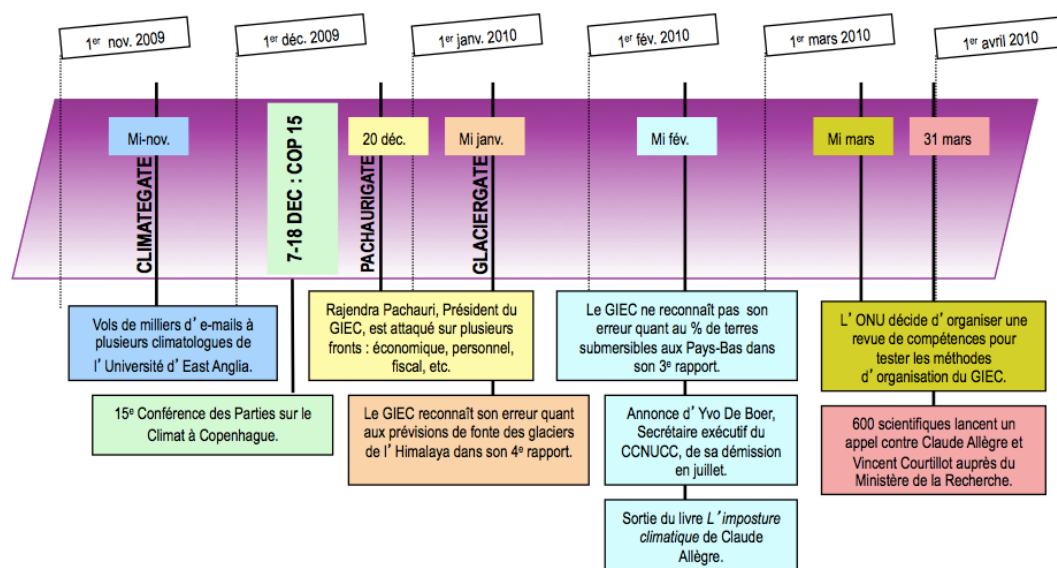 1er nov. 2009
1er déc. 2009
1er janv. 2010
1er fév. 2010
1er mars 2010
1er avril 2010
Mi-nov.
CLIMATEGATE
7-18 DEC : COP 15
20 déc.
PACHAURIGATE
Mi janv.
GLACIERGATE
Mi fév.
Mi mars
31 mars
Vols de milliers d'e-mails à
plusieurs climatologues de
l'Université d'East Anglia.
15e Conférence des Parties sur le
Climat à Copenhague.
Rajendra Pachauri, Président du
GIEC, est attaqué sur plusieurs
fronts : économique, personnel,
fiscal, etc.
Le GIEC reconnaît son erreur quant
aux prévisions de fonte des glaciers
de l'Himalaya dans son 4e rapport.
Le GIEC ne reconnaît pas son
erreur quant au % de terres
submersibles aux Pays-Bas dans
son 3e rapport.
Annonce d'Yvo De Boer,
Secrétaire exécutif du
CCNUCC, de sa démission
en juillet.
Sortie du livre L'imposture
climatique de Claude
Allègre.
L'ONU décide d'organiser une
revue de compétences pour
tester les méthodes
d'organisation du GIEC.
600 scientifiques lancent un
appel contre Claude Allègre et
Vincent Courtillot auprès du
Ministère de la Recherche.